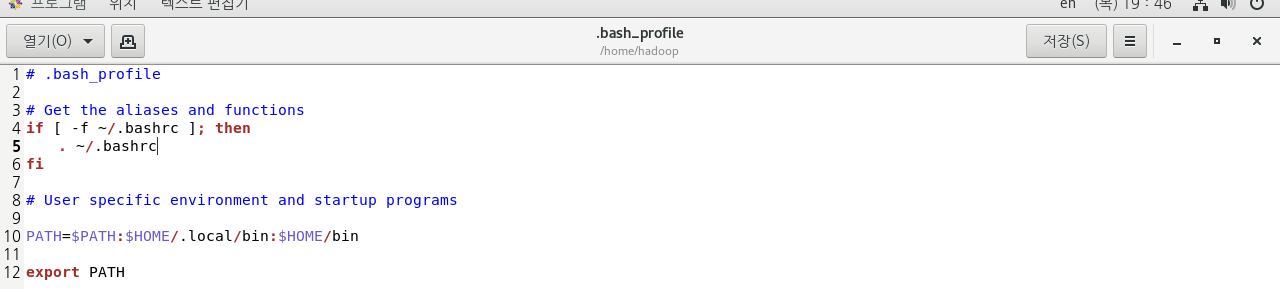 프로그램 위치 텍스트 편집기 en (목) 19 : 46
열기(O) .bash_profile 저장(S)
/home/hadoop
1 # .bash_profile
2
3 # Get the aliases and functions
4 if [ -f ~/.bashrc ]; then
5 . ~/.bashrc
6 fi
7
8 # User specific environment and startup programs
9
10 PATH=$PATH:$HOME/.local/bin:$HOME/bin
11
12 export PATH